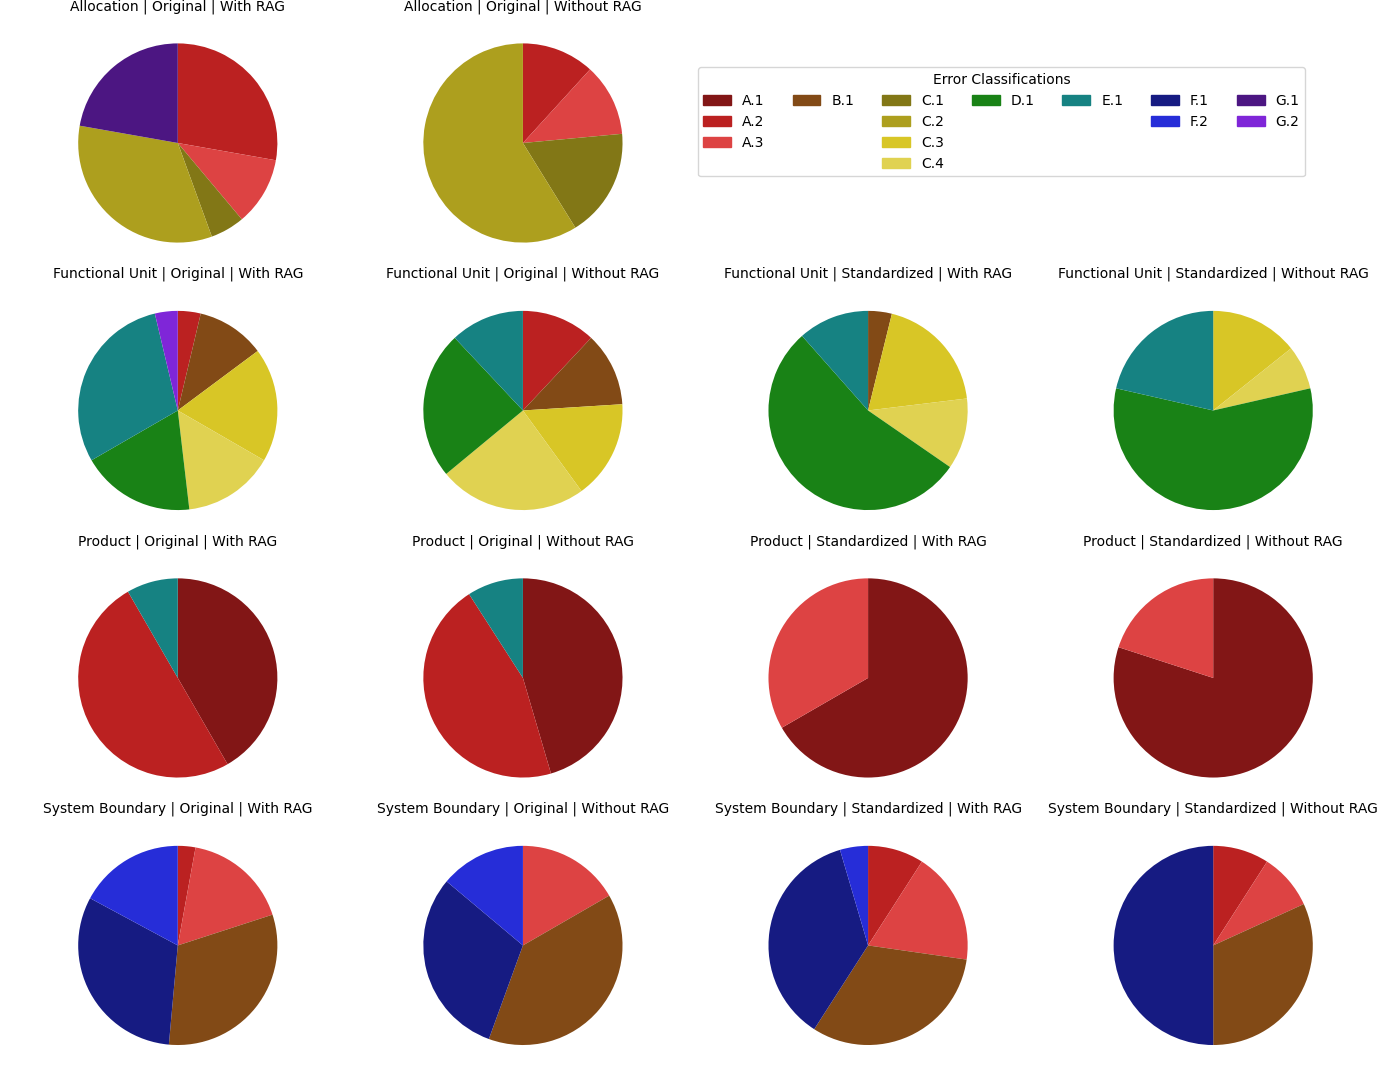 Allocation | Original | With RAG
Allocation | Original | Without RAG
Error Classifications
A.1 B.1 C.1 D.1 E.1 F.1 G.1
A.2 C.2 F.2 G.2
A.3 C.3
C.4
Functional Unit | Original | With RAG
Functional Unit | Original | Without RAG
Functional Unit | Standardized | With RAG
Functional Unit | Standardized | Without RAG
Product | Original | With RAG
Product | Original | Without RAG
Product | Standardized | With RAG
Product | Standardized | Without RAG
System Boundary | Original | With RAG
System Boundary | Original | Without RAG
System Boundary | Standardized | With RAG
System Boundary | Standardized | Without RAG